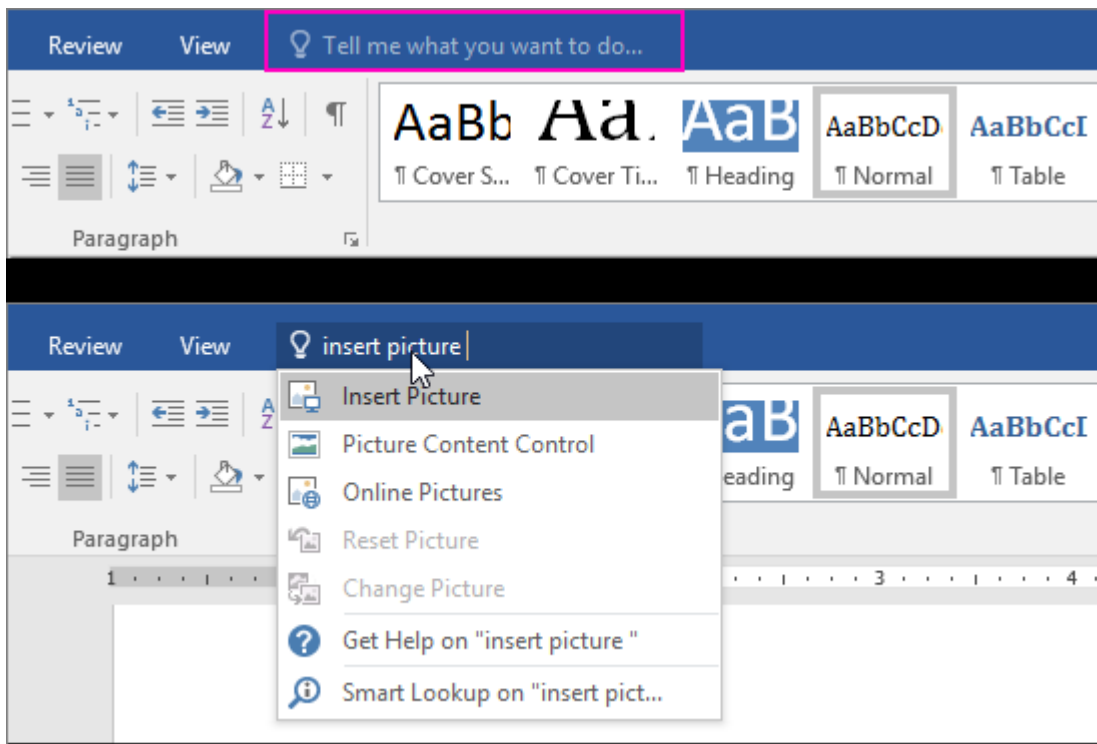 Review View Tell me what you want to do...
AaBb Aa. AaB AaBbCcD AaBbCcI
¶ Cover S... ¶ Cover Ti... ¶ Heading ¶ Normal ¶ Table
Paragraph
Review View insert picture
Insert Picture
aB AaBbCcD AaBbCcI
Picture Content Control
Online Pictures
eading ¶ Normal ¶ Table
Reset Picture
Paragraph
Change Picture
1 3 4
Get Help on "insert picture "
Smart Lookup on "insert pict...